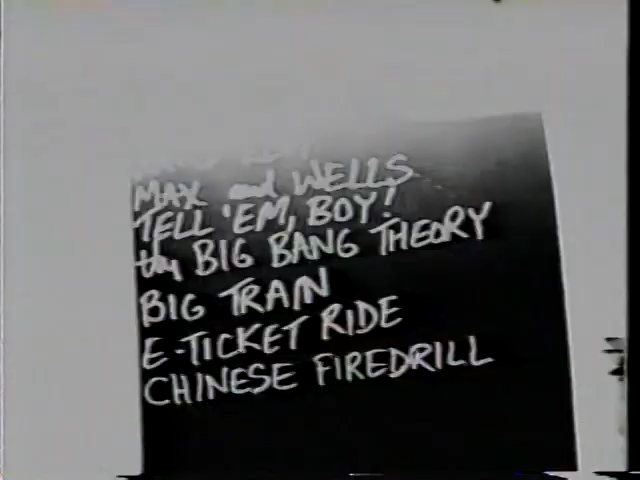 MAX and WELLS
TELL 'EM, BOY!
the BIG BANG THEORY
BIG TRAIN
E-TICKET RIDE
CHINESE FIREDRILL